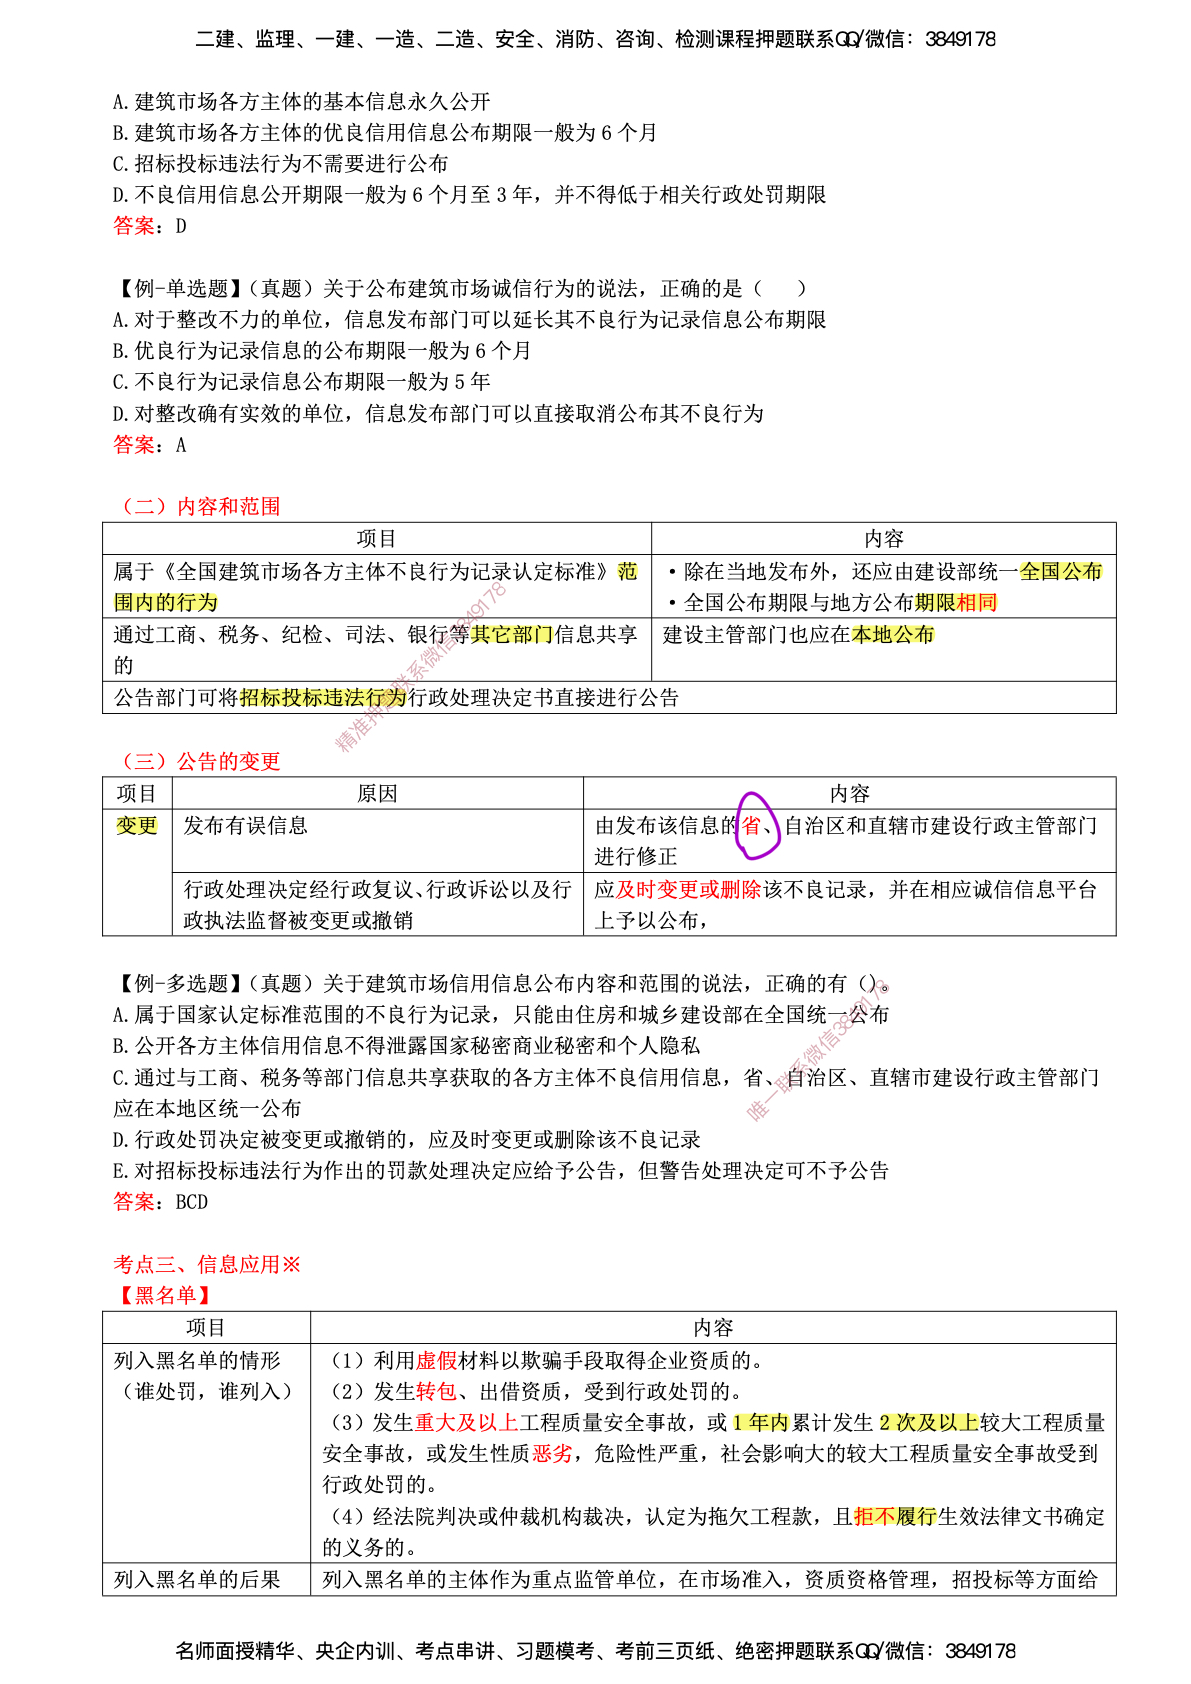 二建、监理、一建、一造、二造、安全、消防、咨询、检测课程押题联系QQ/微信：3849178
A.建筑市场各方主体的基本信息永久公开
B.建筑市场各方主体的优良信用信息公布期限一般为 6 个月
C.招标投标违法行为不需要进行公布
D.不良信用信息公开期限一般为 6 个月至 3 年，并不得低于相关行政处罚期限
答案：D
【例-单选题】（真题）关于公布建筑市场诚信行为的说法，正确的是（　　）
A.对于整改不力的单位，信息发布部门可以延长其不良行为记录信息公布期限
B.优良行为记录信息的公布期限一般为 6 个月
C.不良行为记录信息公布期限一般为 5 年
D.对整改确有实效的单位，信息发布部门可以直接取消公布其不良行为
答案：A
（二）内容和范围
项目 内容
属于《全国建筑市场各方主体不良行为记录认定标准》范 ·除在当地发布外，还应由建设部统一全国公布
围内的行为 ·全国公布期限与地方公布期限相同
通过工商、税务、纪检、司法、银行等其它部门信息共享 建设主管部门也应在本地公布
的
公告部门可将招标投标违法行为行政处理决定书直接进行公告
精准押题联系微信3849178
（三）公告的变更
项目 原因 内容
变更 发布有误信息 由发布该信息的省、自治区和直辖市建设行政主管部门
进行修正
行政处理决定经行政复议、行政诉讼以及行 应及时变更或删除该不良记录，并在相应诚信信息平台
政执法监督被变更或撤销 上予以公布，
【例-多选题】（真题）关于建筑市场信用信息公布内容和范围的说法，正确的有（）。
A.属于国家认定标准范围的不良行为记录，只能由住房和城乡建设部在全国统一公布
B.公开各方主体信用信息不得泄露国家秘密商业秘密和个人隐私
C.通过与工商、税务等部门信息共享获取的各方主体不良信用信息，省、自治区、直辖市建设行政主管部门
应在本地区统一公布
D.行政处罚决定被变更或撤销的，应及时变更或删除该不良记录
E.对招标投标违法行为作出的罚款处理决定应给予公告，但警告处理决定可不予公告
答案：BCD
唯一联系微信3849178
考点三、信息应用※
【黑名单】
项目 内容
列入黑名单的情形 （1）利用虚假材料以欺骗手段取得企业资质的。
（谁处罚，谁列入） （2）发生转包、出借资质，受到行政处罚的。
（3）发生重大及以上工程质量安全事故，或 1 年内累计发生 2 次及以上较大工程质量
安全事故，或发生性质恶劣，危险性严重，社会影响大的较大工程质量安全事故受到
行政处罚的。
（4）经法院判决或仲裁机构裁决，认定为拖欠工程款，且拒不履行生效法律文书确定
的义务的。
列入黑名单的后果 列入黑名单的主体作为重点监管单位，在市场准入，资质资格管理，招投标等方面给
名师面授精华、央企内训、考点串讲、习题模考、考前三页纸、绝密押题联系QQ/微信：3849178